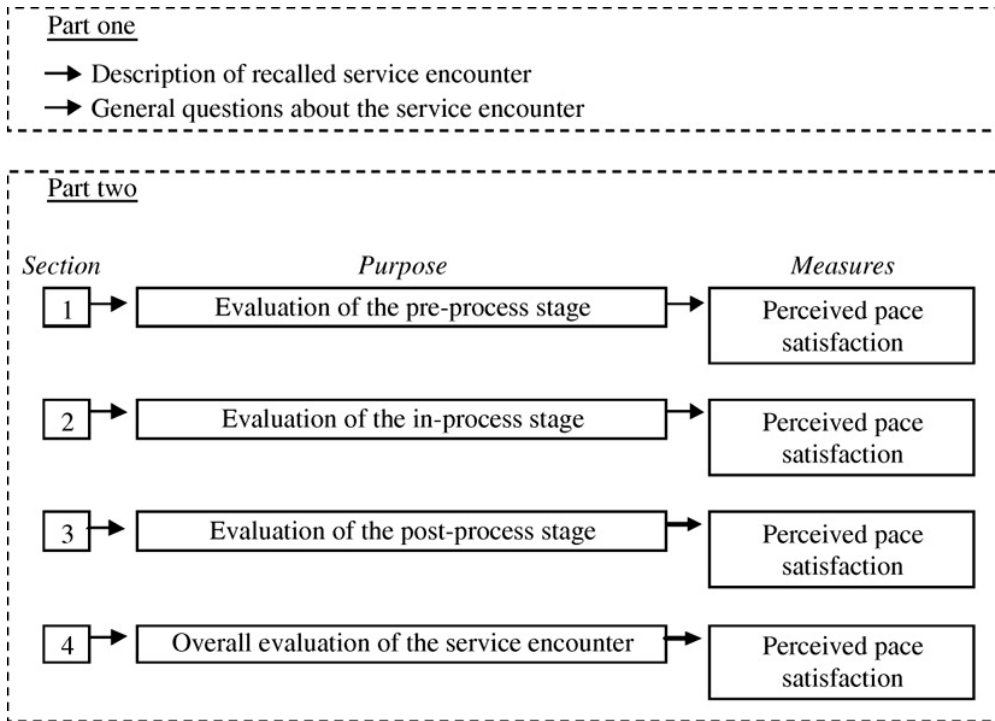 Part one
Description of recalled service encounter
General questions about the service encounter
Part two
Section Purpose Measures
1 Evaluation of the pre-process stage Perceived pace
satisfaction
2 Evaluation of the in-process stage Perceived pace
satisfaction
3 Evaluation of the post-process stage Perceived pace
satisfaction
4 Overall evaluation of the service encounter Perceived pace
satisfaction